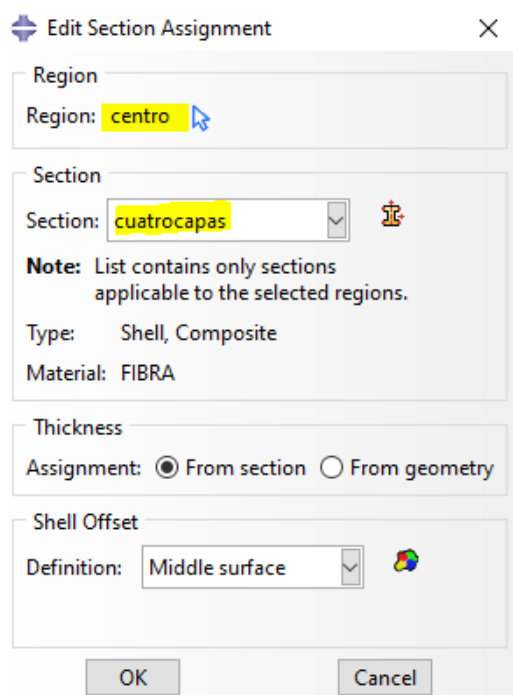 Edit Section Assignment
Region
Region: centro
Section
Section: cuatrocapas
Note: List contains only sections
applicable to the selected regions.
Type: Shell, Composite
Material: FIBRA
Thickness
Assignment: From section From geometry
Shell Offset
Definition: Middle surface
OK Cancel